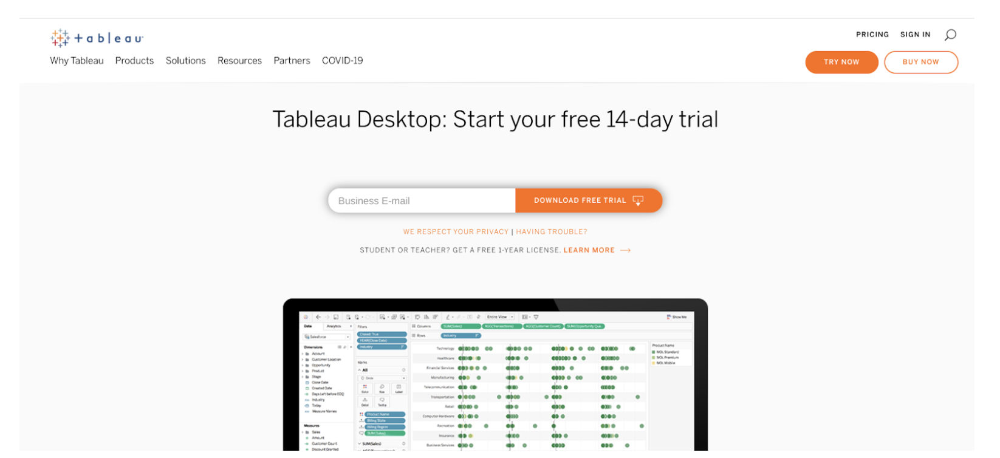 +ableau
PRICING SIGN IN
Why Tableau Products Solutions Resources Partners COVID-19
TRY NOW BUY NOW
Tableau Desktop: Start your free 14-day trial
Business E-mail DOWNLOAD FREE TRIAL
WE RESPECT YOUR PRIVACY | HAVING TROUBLE?
STUDENT OR TEACHER? GET A FREE 1-YEAR LICENSE. LEARN MORE
Entire View Show Me
Data Analytics
Salesforce
Dimensions
Account
Customer Location
Opportunity
Product
Stage
Close Date
Created Date
Days Left before EOQ
Industry
Today
Measure Names
Measures
Sales
Amount
Customer Count
Discount Granted
Filters
Closed: True
YEAR(Close Date)
Industry
Marks
All
Circle
Color Size Label
Detail Tooltip
Product Name
Billing State
Billing Region
SUM(Sales)
SUM(Sales)
Columns SUM(Sales) AGG(Transactions) AGG(Customer Count) SUM(Opportunity Qua..
Rows Industry
Technology
Healthcare
Financial Services
Manufacturing
Telecommunication
Transportation
Retail
Computer Hardware
Recreation
Insurance
Business Services
Product Name
MOL Standard
MOL Premium
MOL Mobile